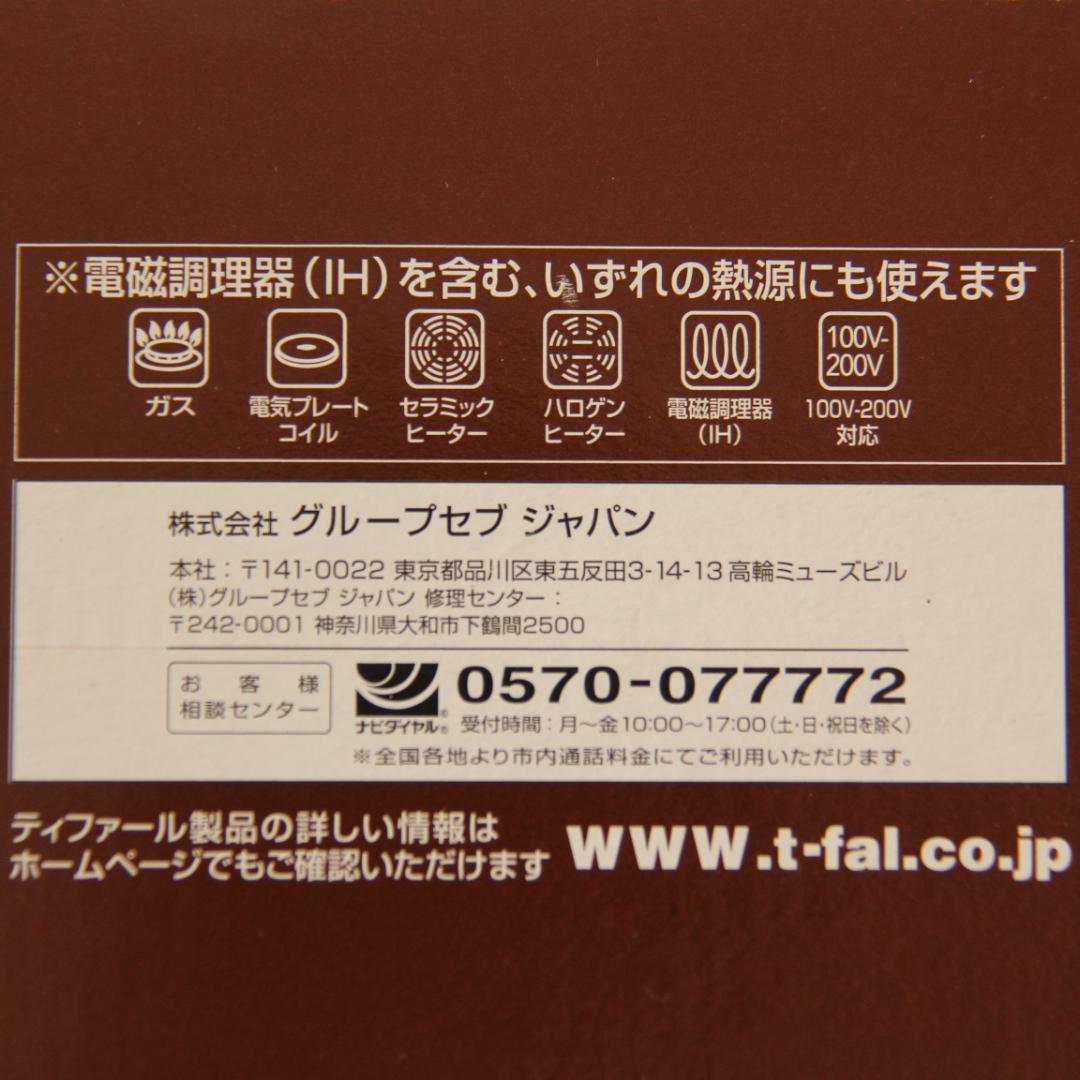 ※電磁調理器(IH)を含む、いずれの熱源にも使えます
100V-
200V
ガス 電気プレート セラミック ハロゲン 電磁調理器 100V-200V
コイル ヒーター ヒーター (IH) 対応
株式会社 グループセブ ジャパン
本社:〒141-0022 東京都品川区東五反田3-14-13 高輪ミューズビル
(株)グループセブ ジャパン 修理センター:
〒242-0001 神奈川県大和市下鶴間2500
お客様
相談センター
ナビダイヤル®
®
0570-077772
受付時間:月〜金10:00〜17:00(土・日・祝日を除く)
※全国各地より市内通話料金にてご利用いただけます。
ティファール製品の詳しい情報は
ホームページでもご確認いただけます
www.t-fal.co.jp